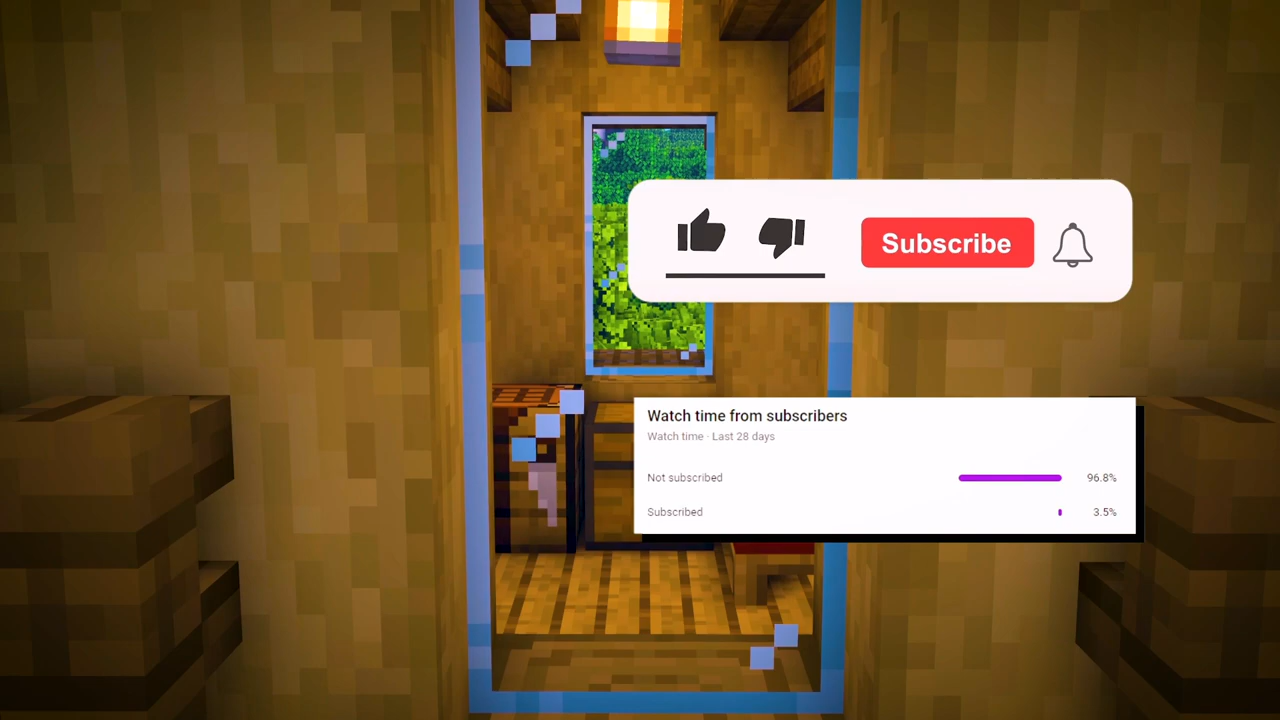 Subscribe
Watch time from subscribers
Watch time · Last 28 days
Not subscribed 96.8%
Subscribed 3.5%